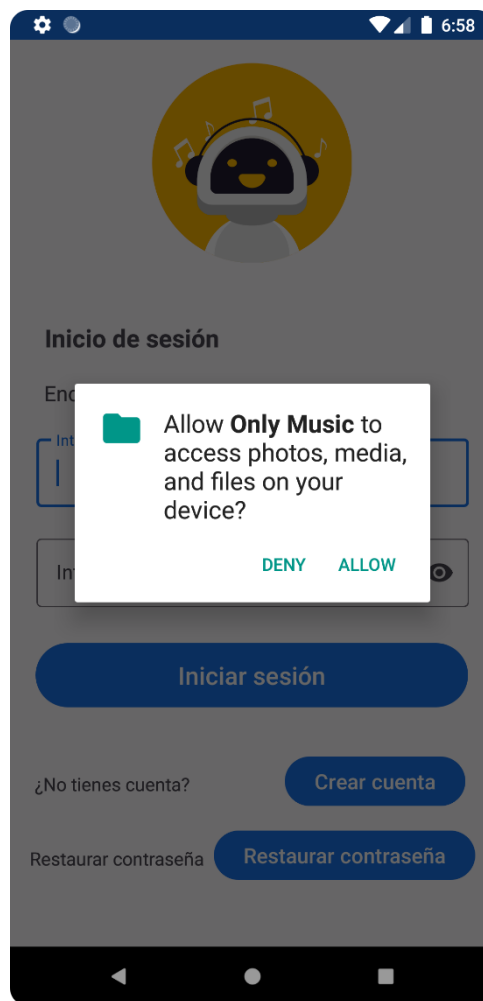 6:58
Inicio de sesión
Allow Only Music to
access photos, media,
and files on your
device?
DENY ALLOW
Iniciar sesión
¿No tienes cuenta?
Crear cuenta
Restaurar contraseña
Restaurar contraseña